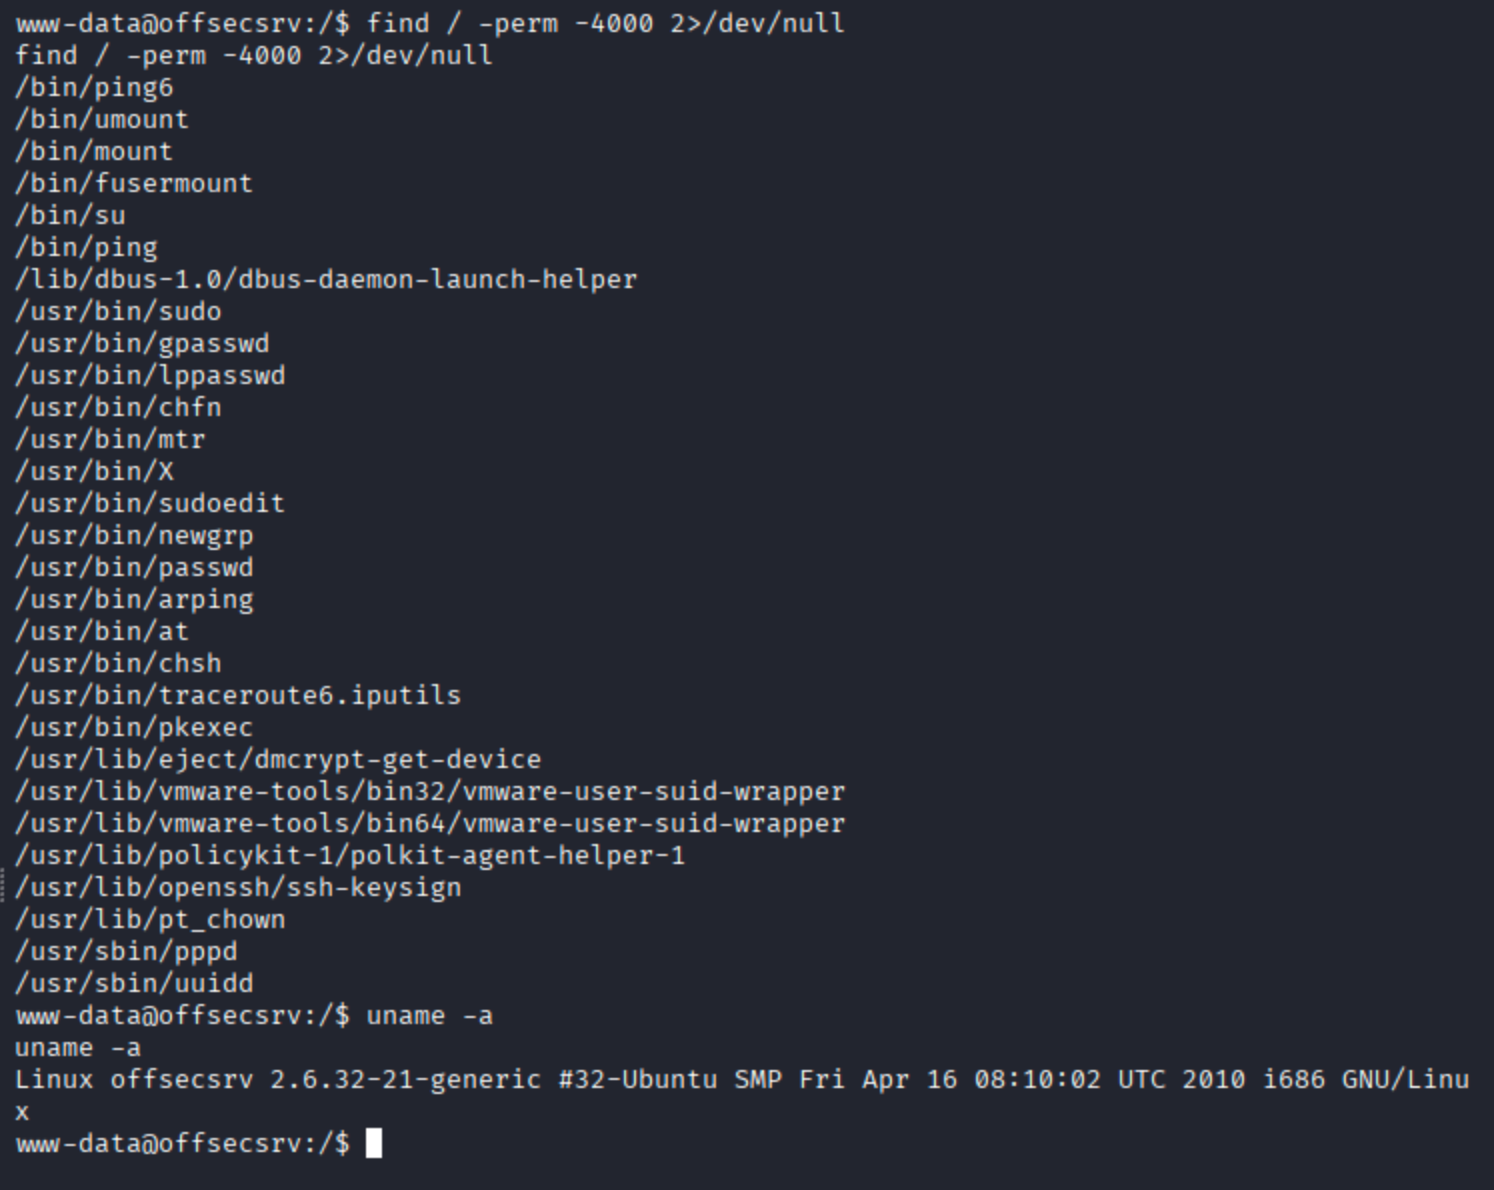 www-data@offsecsrv:/$ find / -perm -4000 2>/dev/null
find / -perm -4000 2>/dev/null
/bin/ping6
/bin/umount
/bin/mount
/bin/fusermount
/bin/su
/bin/ping
/lib/dbus-1.0/dbus-daemon-launch-helper
/usr/bin/sudo
/usr/bin/gpasswd
/usr/bin/lppasswd
/usr/bin/chfn
/usr/bin/mtr
/usr/bin/X
/usr/bin/sudoedit
/usr/bin/newgrp
/usr/bin/passwd
/usr/bin/arping
/usr/bin/at
/usr/bin/chsh
/usr/bin/traceroute6.iputils
/usr/bin/pkexec
/usr/lib/eject/dmcrypt-get-device
/usr/lib/vmware-tools/bin32/vmware-user-suid-wrapper
/usr/lib/vmware-tools/bin64/vmware-user-suid-wrapper
/usr/lib/policykit-1/polkit-agent-helper-1
/usr/lib/openssh/ssh-keysign
/usr/lib/pt_chown
/usr/sbin/pppd
/usr/sbin/uuidd
www-data@offsecsrv:/$ uname -a
uname -a
Linux offsecsrv 2.6.32-21-generic #32-Ubuntu SMP Fri Apr 16 08:10:02 UTC 2010 i686 GNU/Linu
x
www-data@offsecsrv:/$